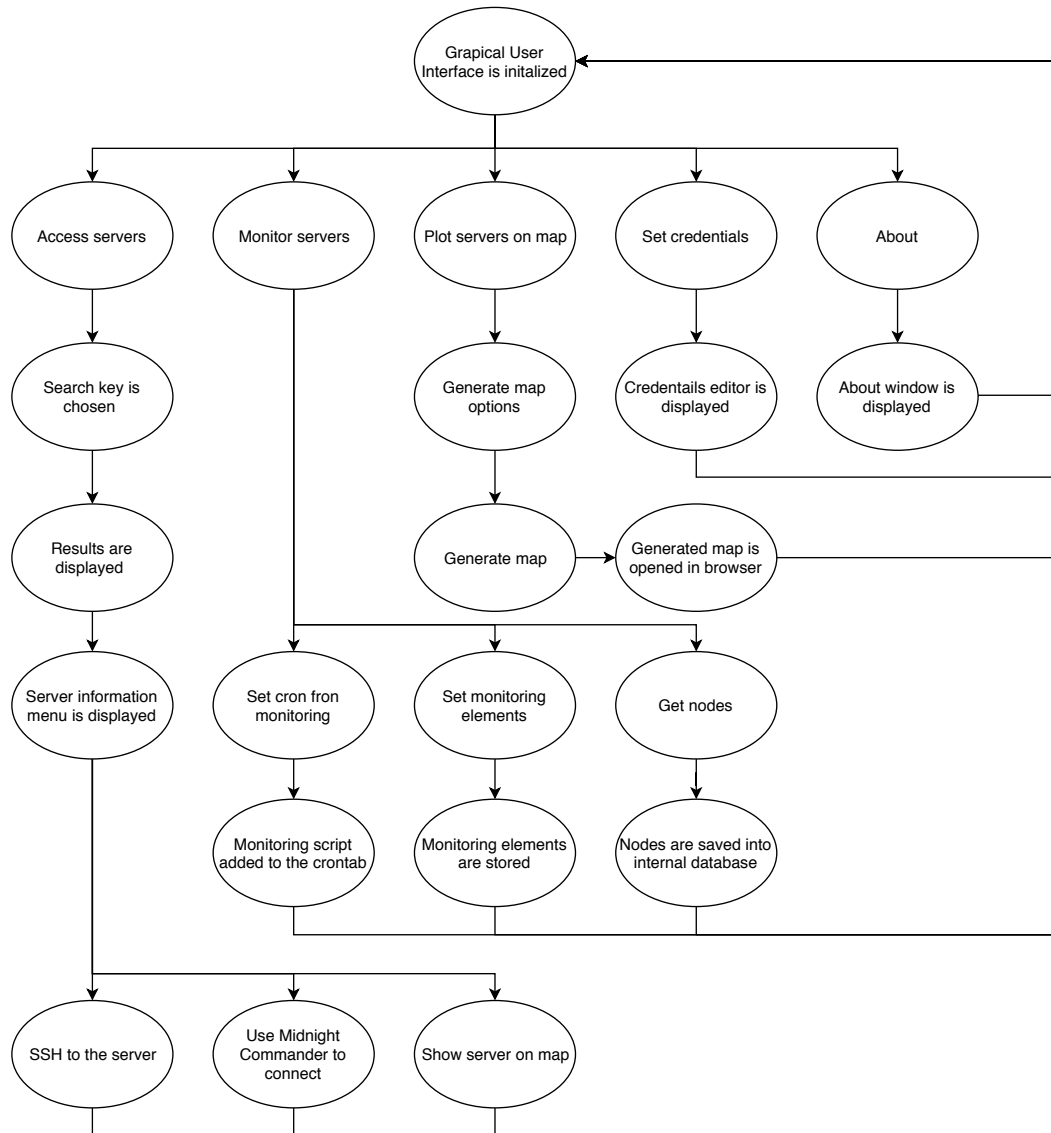 Grapical User
Interface is initalized
Access servers
Monitor servers
Plot servers on map
Set credentials
About
Search key is
chosen
Generate map
options
Credentails editor is
displayed
About window is
displayed
Results are
displayed
Generate map
Generated map is
opened in browser
Server information
menu is displayed
Set cron fron
monitoring
Set monitoring
elements
Get nodes
Monitoring script
added to the crontab
Monitoring elements
are stored
Nodes are saved into
internal database
SSH to the server
Use Midnight
Commander to
connect
Show server on map